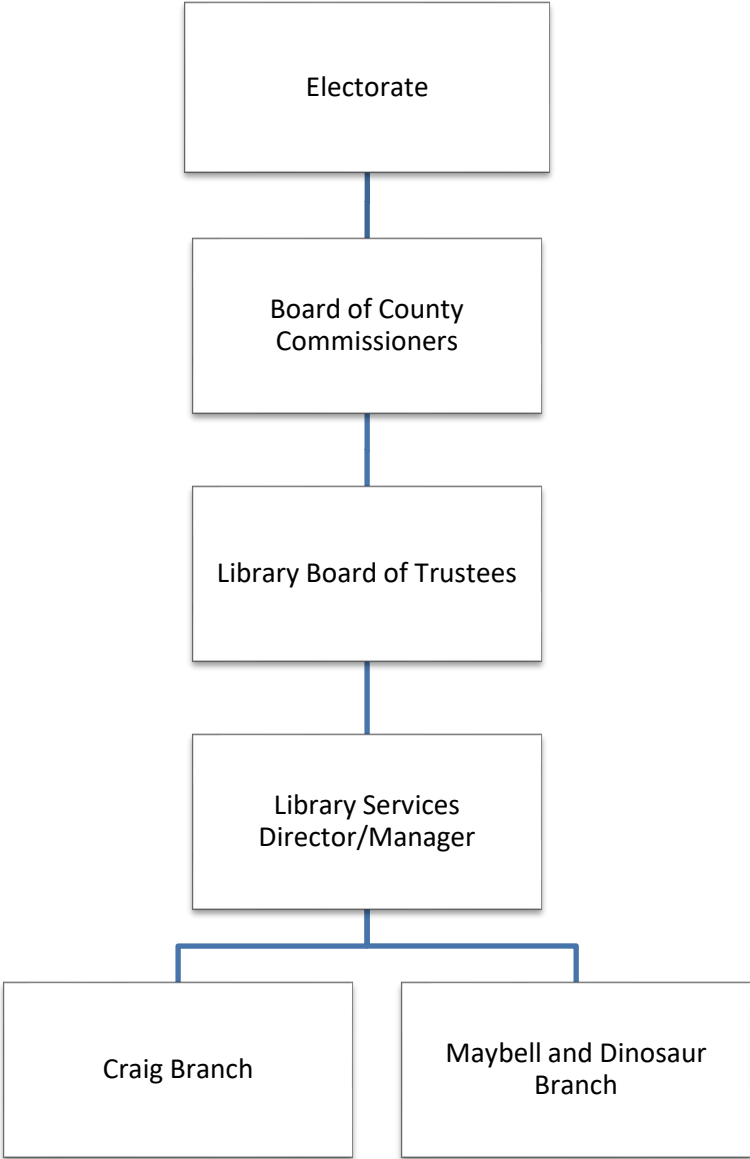 Electorate
Board of County
Commissioners
Library Board of Trustees
Library Services
Director/Manager
Craig Branch
Maybell and Dinosaur
Branch